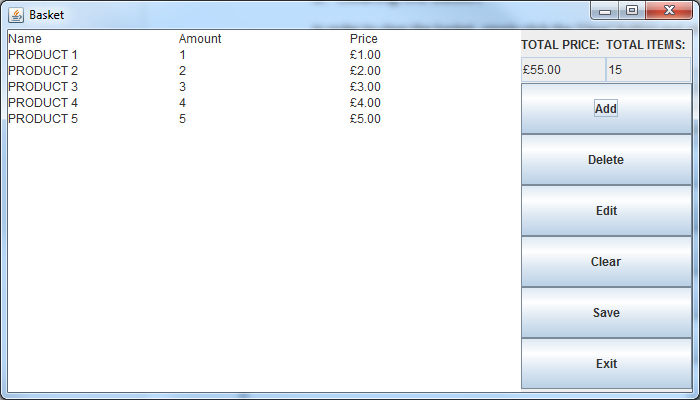 Basket
Name Amount Price
PRODUCT 1 1 £1.00
PRODUCT 2 2 £2.00
PRODUCT 3 3 £3.00
PRODUCT 4 4 £4.00
PRODUCT 5 5 £5.00
TOTAL PRICE: TOTAL ITEMS:
£55.00 15
Add
Delete
Edit
Clear
Save
Exit